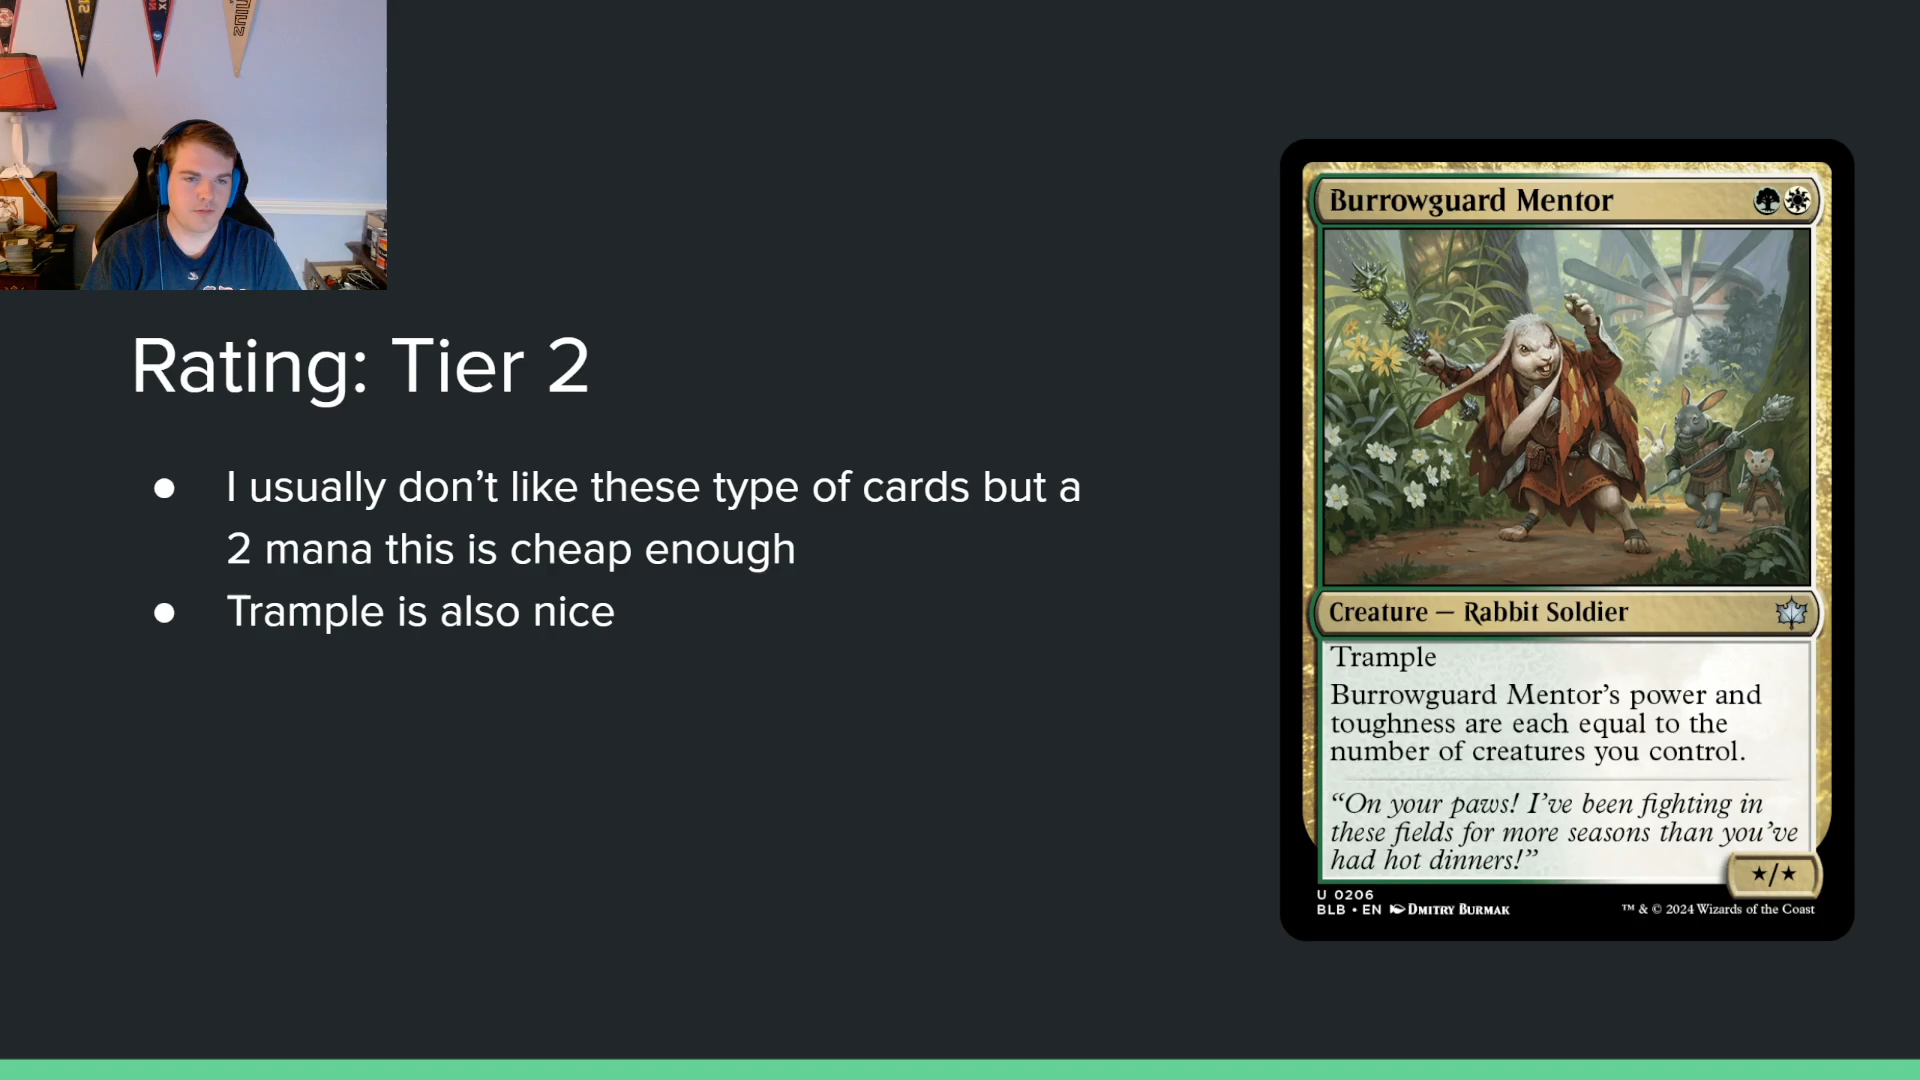 Rating: Tier 2
● I usually don’t like these type of cards but a
2 mana this is cheap enough
● Trample is also nice
Burrowguard Mentor
Creature — Rabbit Soldier
Trample
Burrowguard Mentor’s power and
toughness are each equal to the
number of creatures you control.
“On your paws! I’ve been fighting in
these fields for more seasons than you’ve
had hot dinners!”
★/★
U 0206
BLB • EN DMITRY BURMAK
™ & © 2024 Wizards of the Coast